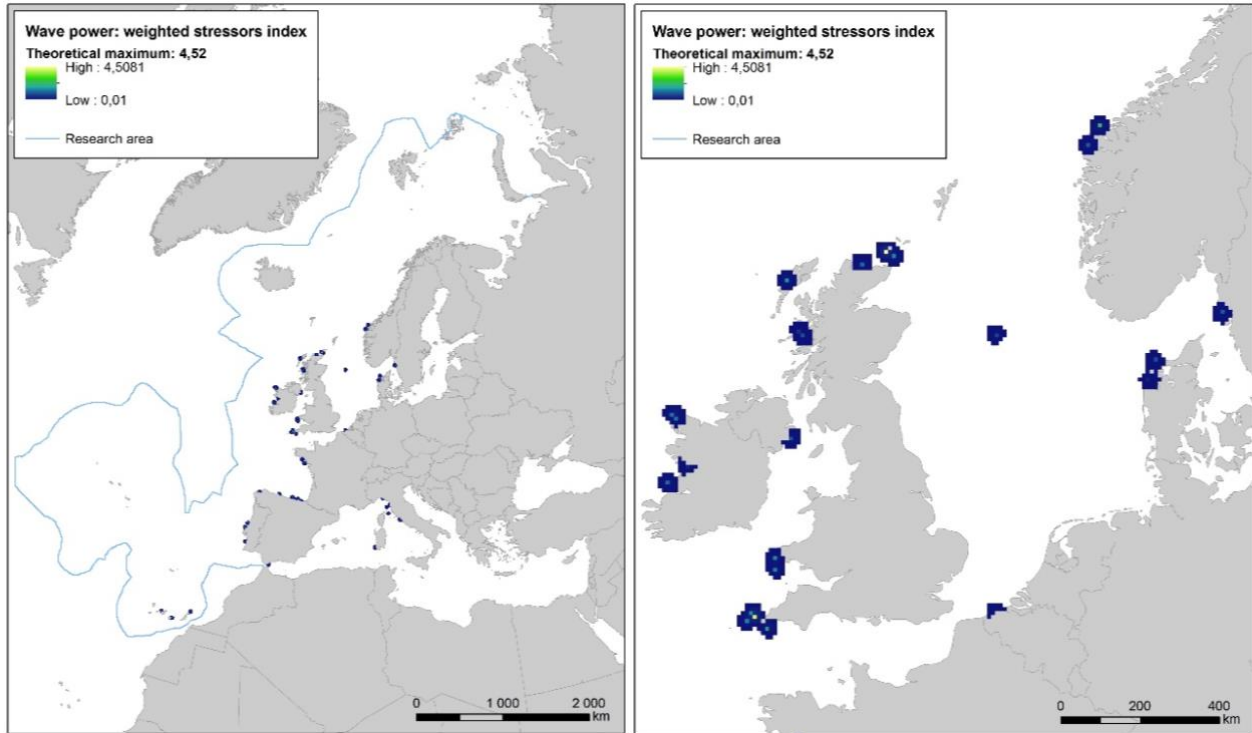 Wave power: weighted stressors index
Theoretical maximum: 4,52
High : 4,5081
Low : 0,01
Research area
0 1 000 2 000
km
Wave power: weighted stressors index
Theoretical maximum: 4,52
High : 4,5081
Low : 0,01
Research area
0 200 400
km